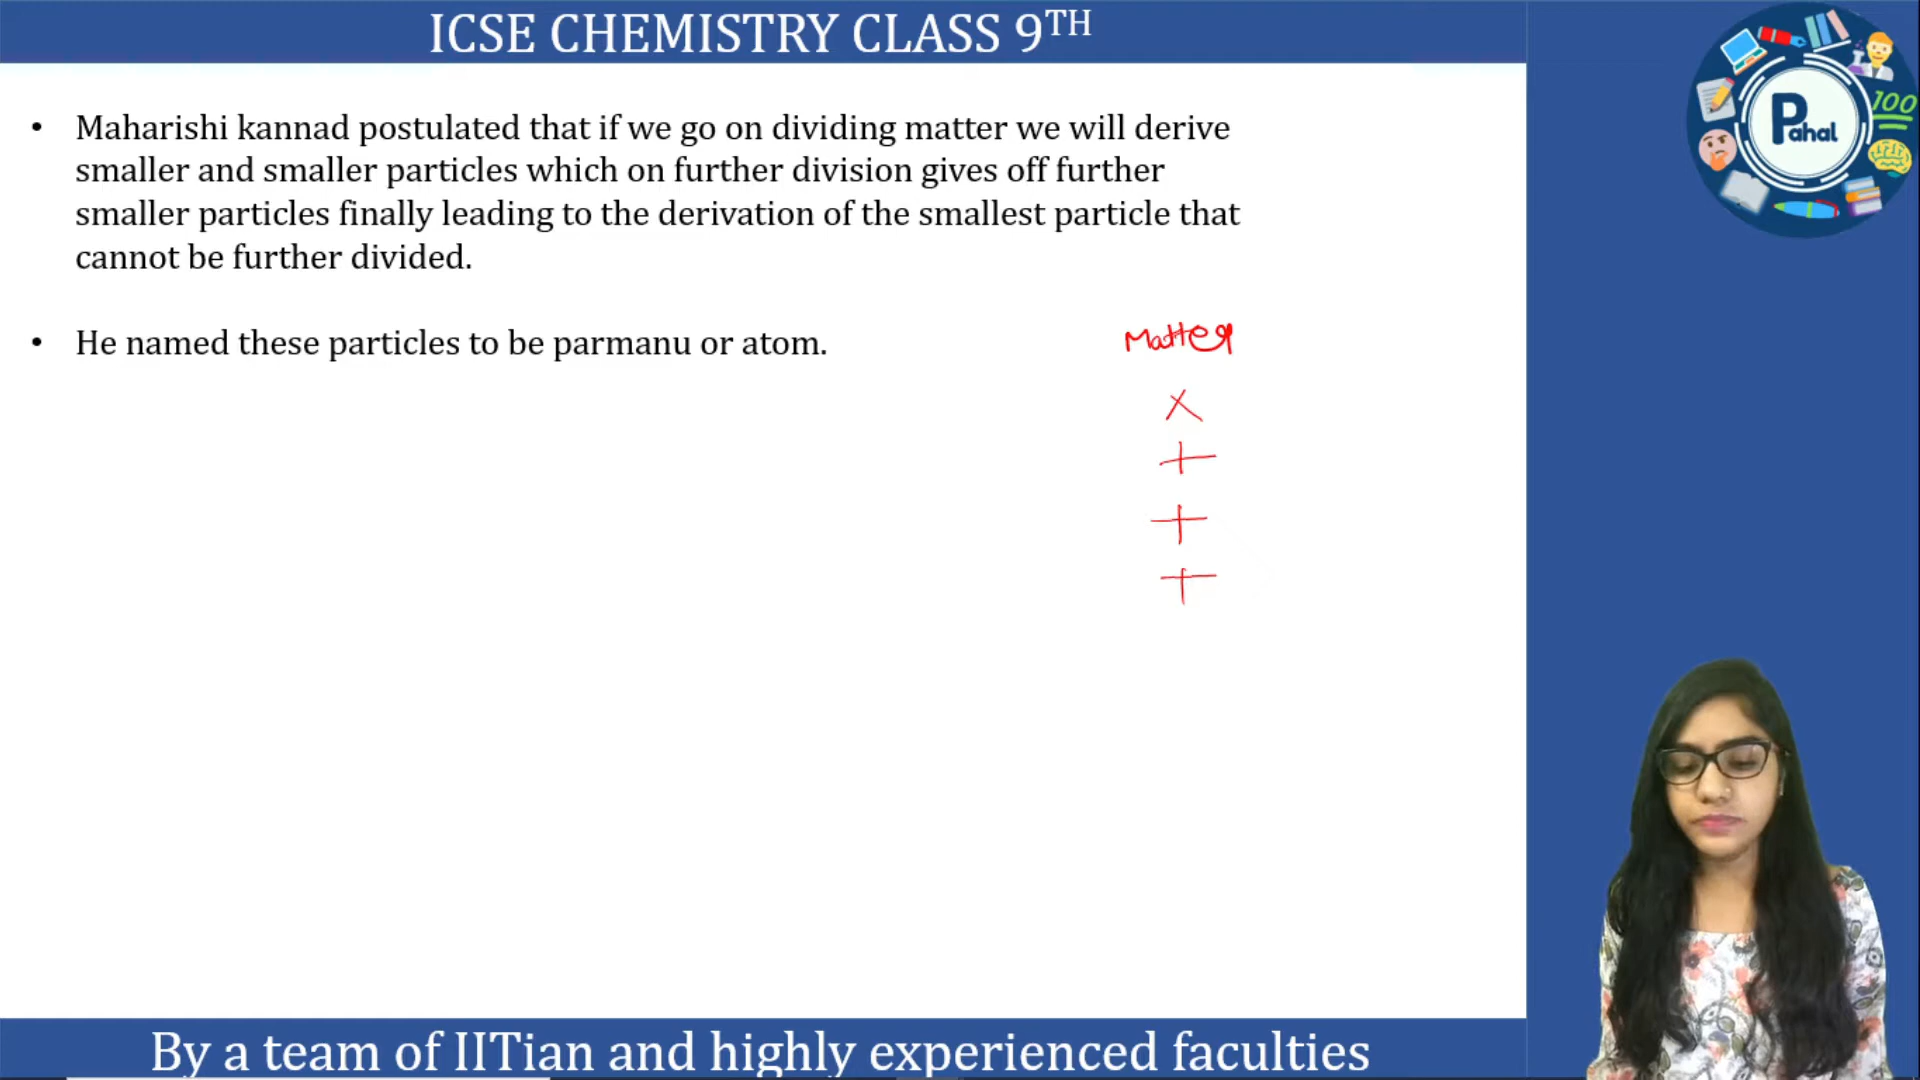 ICSE CHEMISTRY CLASS 9TH
• Maharishi kannad postulated that if we go on dividing matter we will derive
smaller and smaller particles which on further division gives off further
smaller particles finally leading to the derivation of the smallest particle that
cannot be further divided.
• He named these particles to be parmanu or atom.
Matter
×
+
+
+
Pahal
100
By a team of IITian and highly experienced faculties